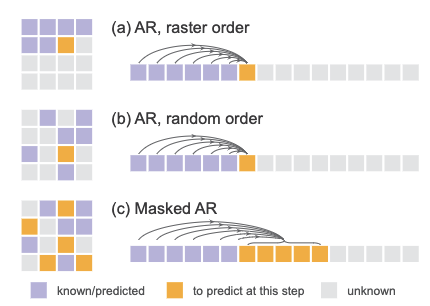 (a) AR, raster order
(b) AR, random order
(c) Masked AR
known/predicted to predict at this step unknown